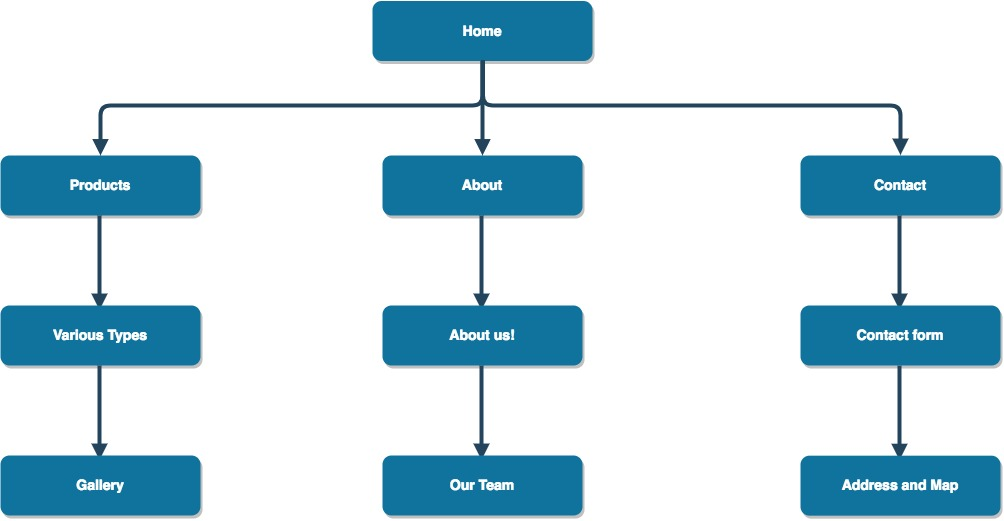 Home
Products
About
Contact
Various Types
About us!
Contact form
Gallery
Our Team
Address and Map